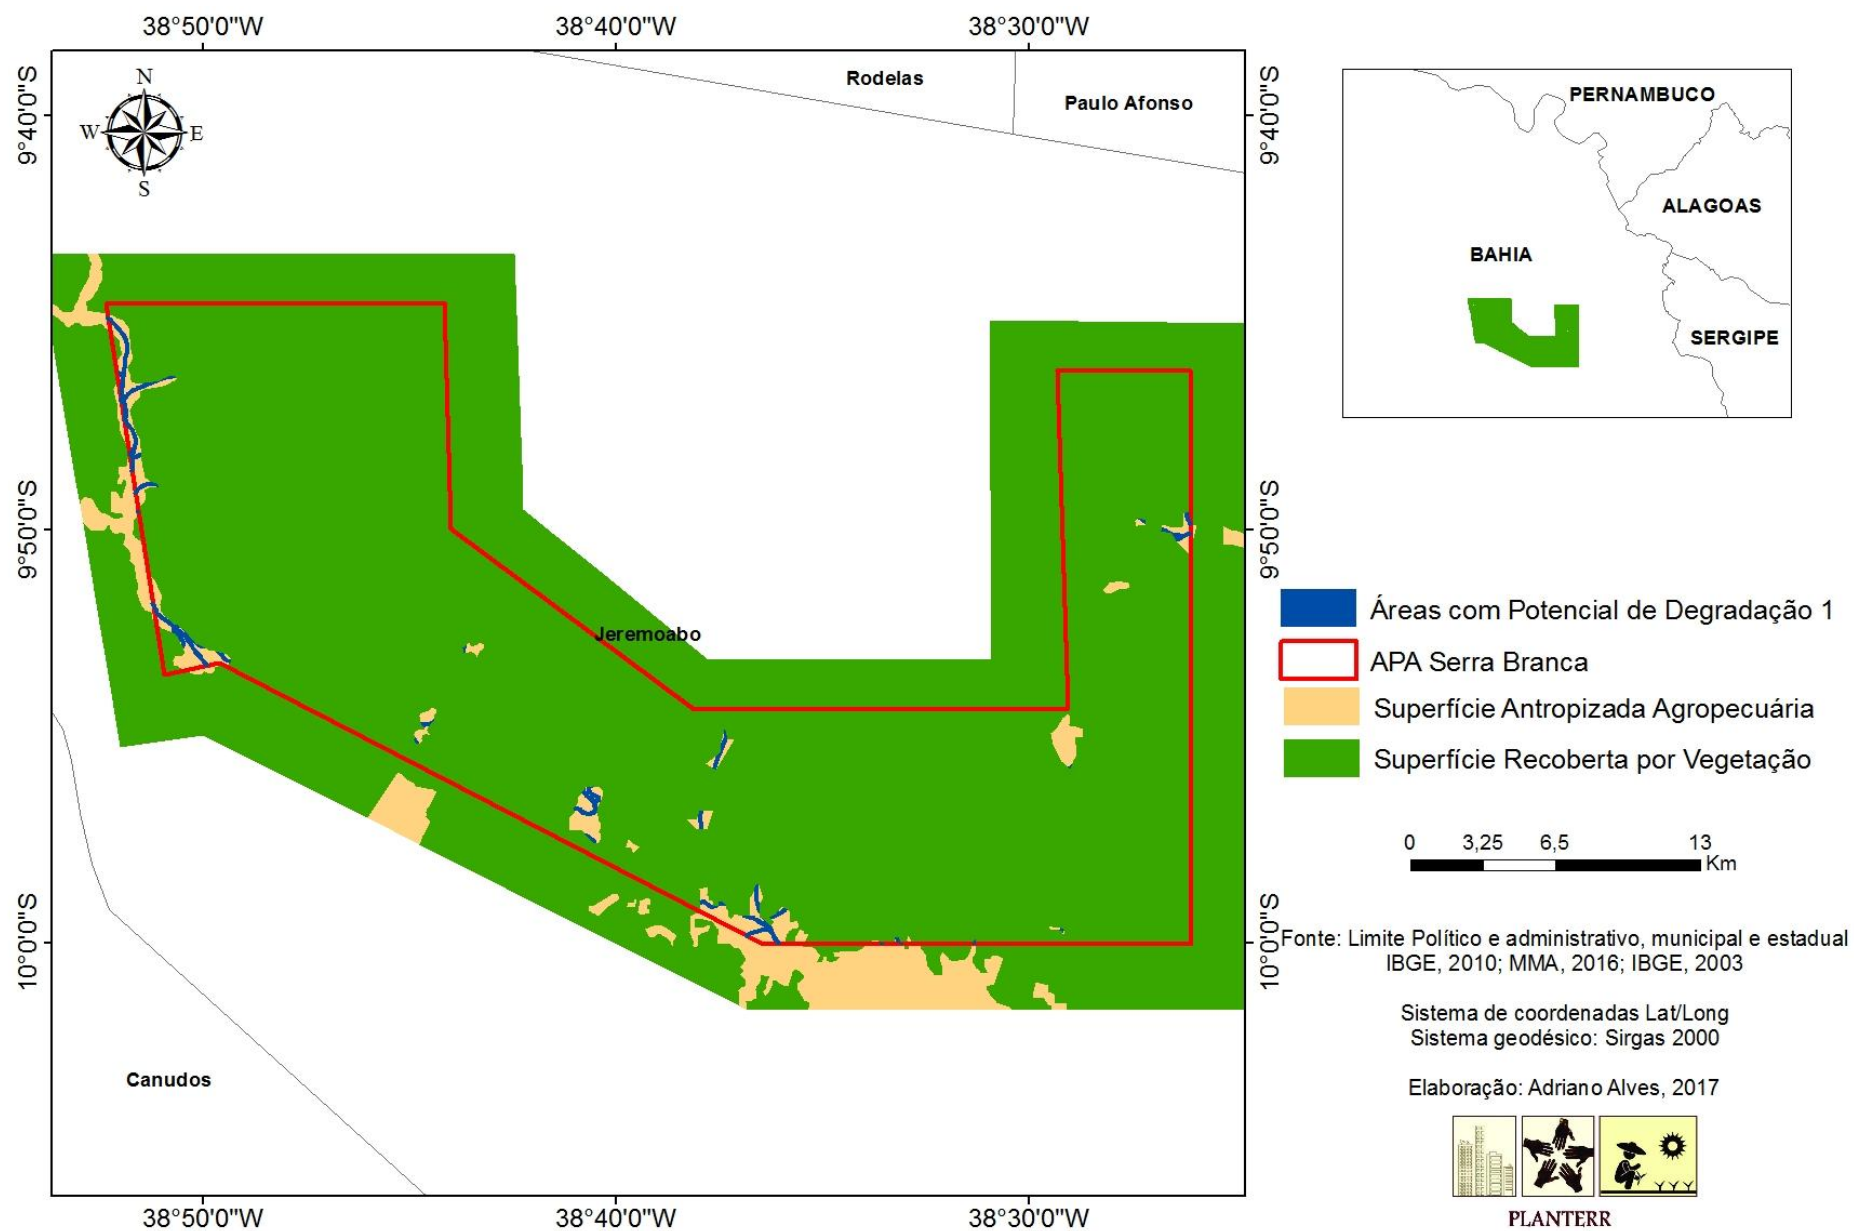 38°50'0"W 38°40'0"W 38°30'0"W
9°40'0"S
9°50'0"S
10°0'0"S
N
W E
S
Rodelas
Paulo Afonso
Jeremoabo
Canudos
9°40'0"S
9°50'0"S
10°0'0"S
38°50'0"W 38°40'0"W 38°30'0"W
PERNAMBUCO
ALAGOAS
BAHIA
SERGIPE
Áreas com Potencial de Degradação 1
APA Serra Branca
Superfície Antropizada Agropecuária
Superfície Recoberta por Vegetação
0 3,25 6,5 13
Km
Fonte: Limite Político e administrativo, municipal e estadual
IBGE, 2010; MMA, 2016; IBGE, 2003
Sistema de coordenadas Lat/Long
Sistema geodésico: Sirgas 2000
Elaboração: Adriano Alves, 2017
PLANTERR